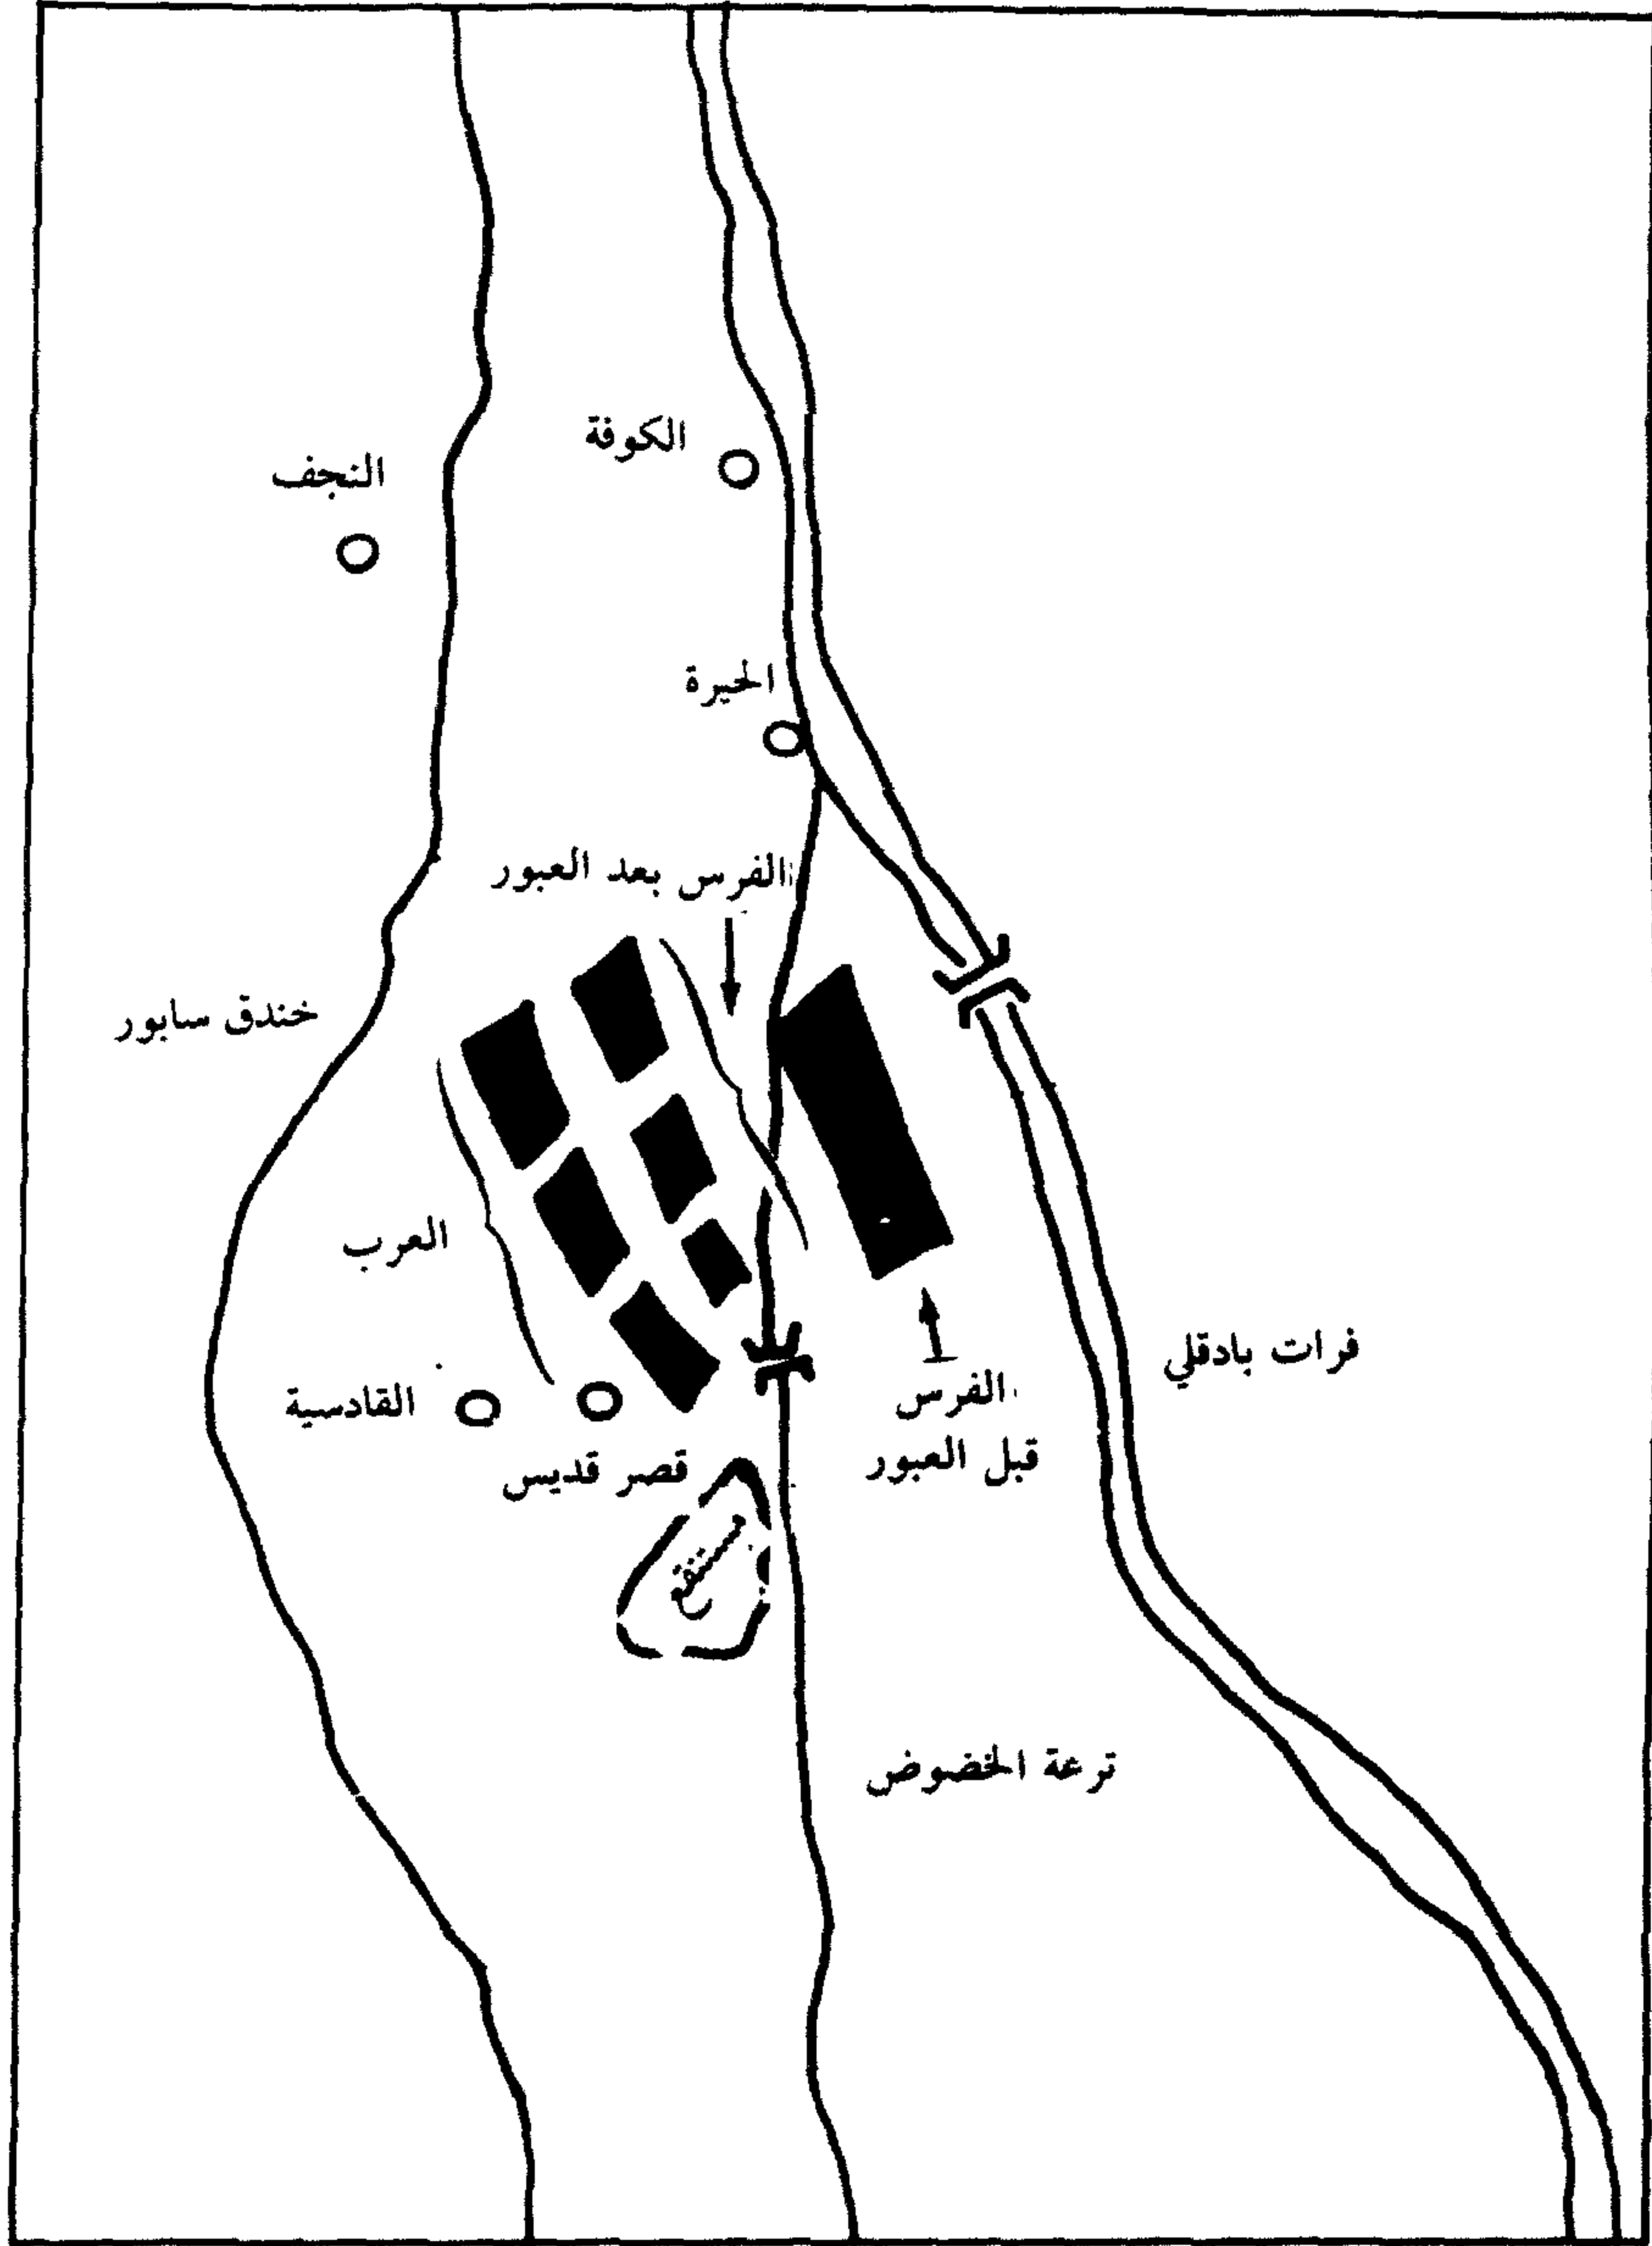 الكوفة
النجف
الحيرة
الفرس بعد العبور
خندق سابور
العرب
فرات بادقلي
القادسية
الفرس
قبل العبور
قصر قديس
مستنقع
ترعة الخضوض